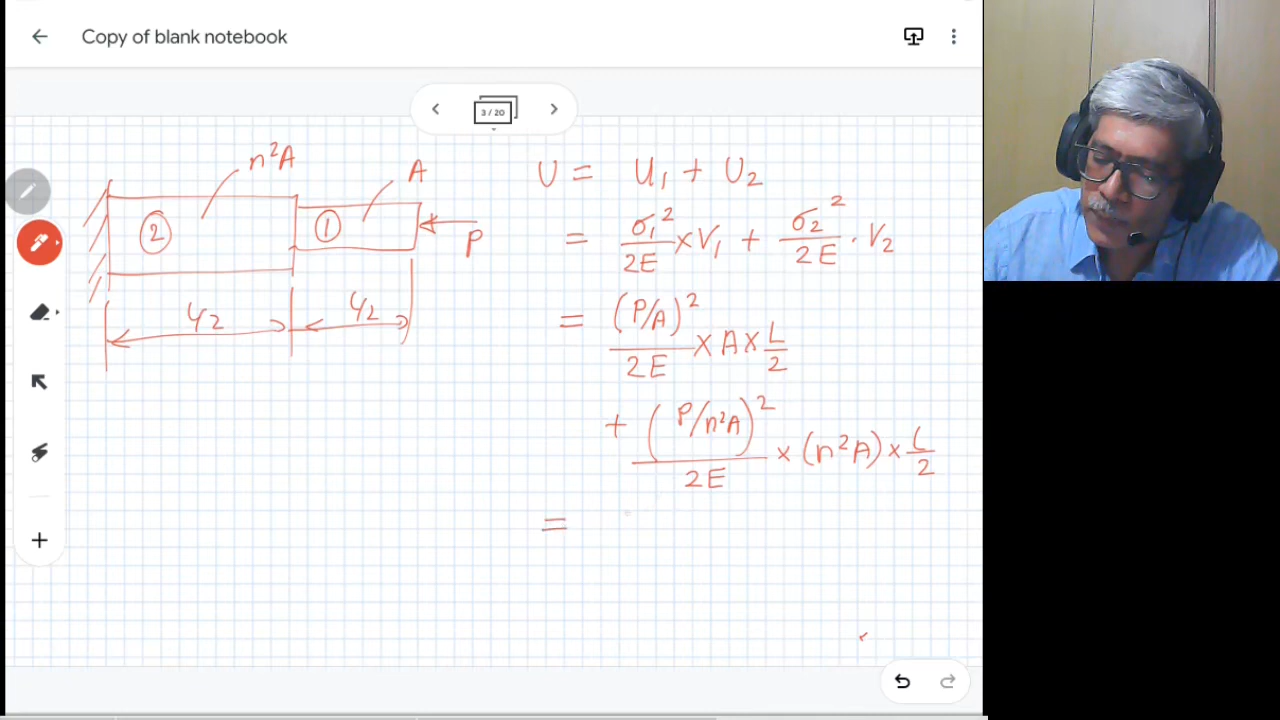 Copy of blank notebook
3 / 20
n²A
A
②
①
P
L/2
L/2
U = U₁ + U₂
= σ₁²/2E × V₁ + σ₂²/2E · V₂
= (P/A)²/2E × A × L/2
+ (P/n²A)²/2E × (n²A) × L/2
=